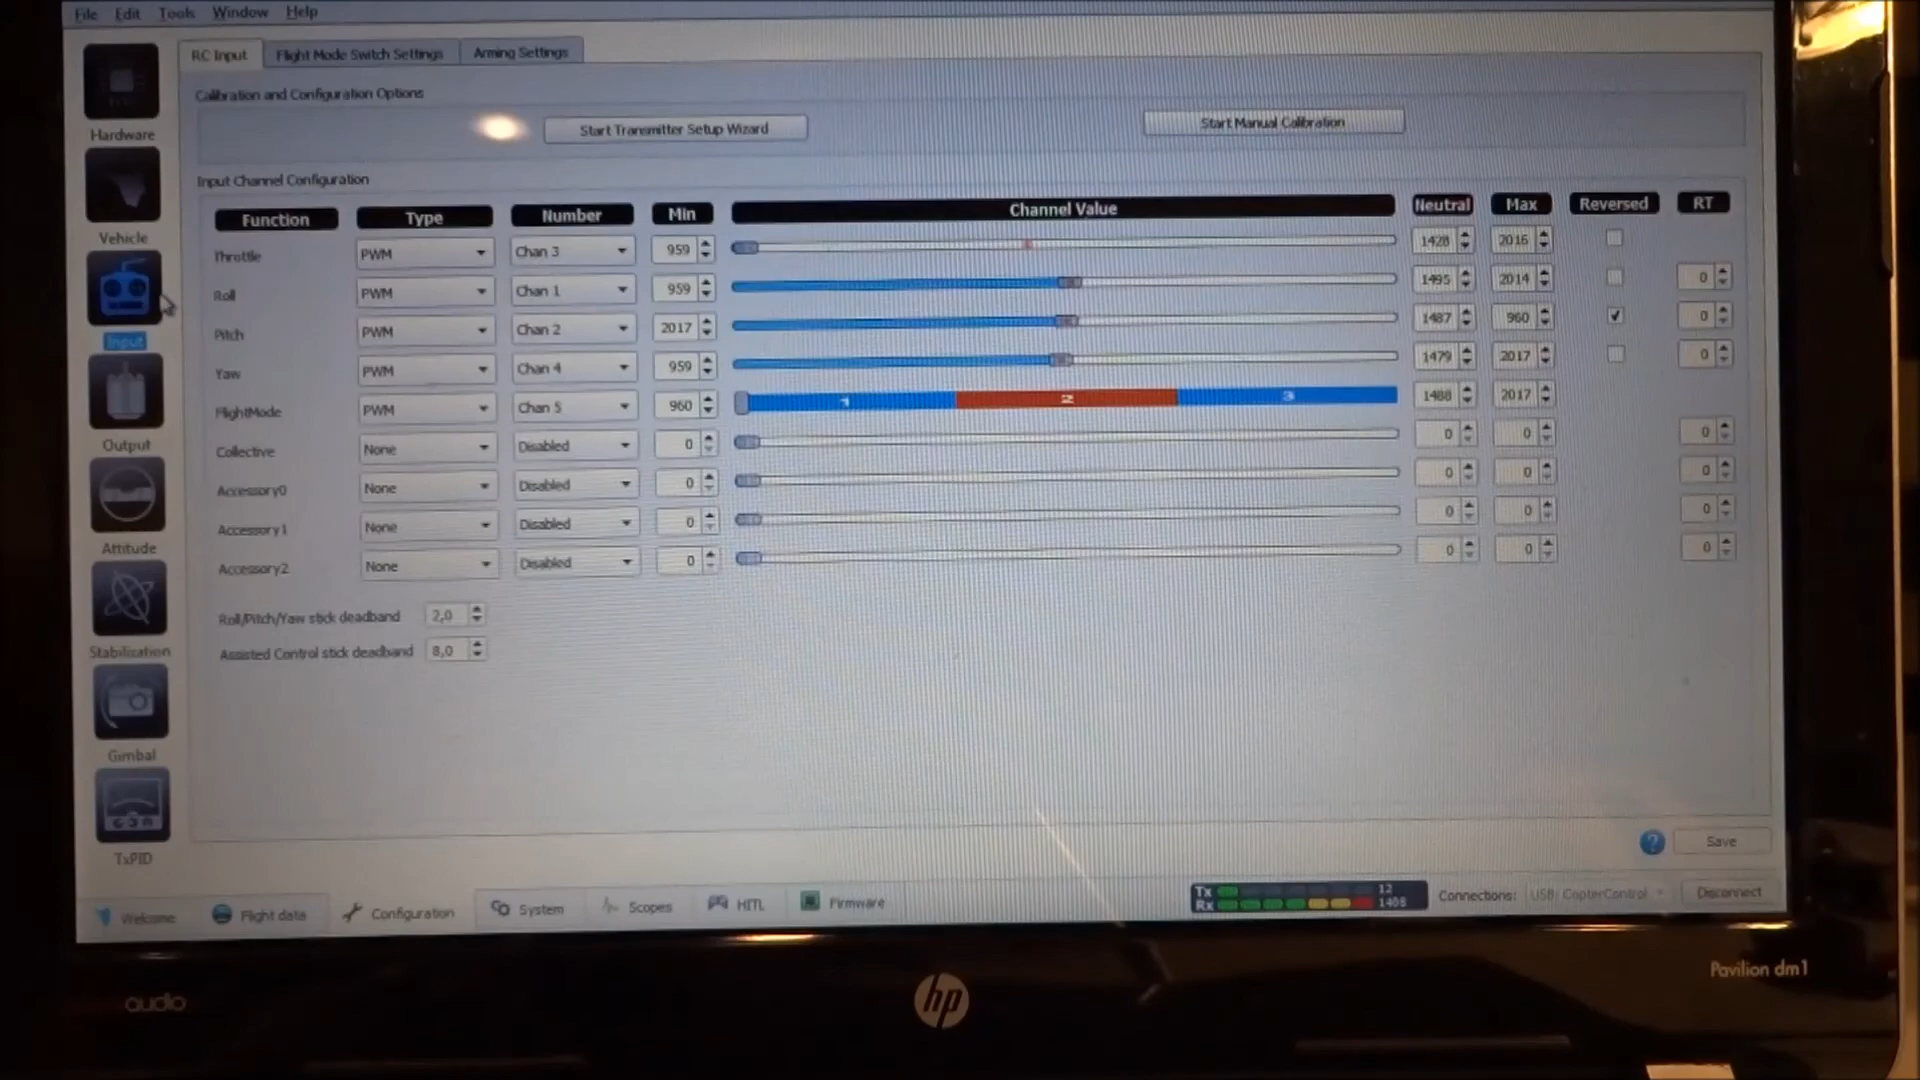 File Edit Tools Window Help
RC Input Flight Mode Switch Settings Arming Settings
Calibration and Configuration Options
Start Transmitter Setup Wizard Start Manual Calibration
Input Channel Configuration
Function Type Number Min Channel Value Neutral Max Reversed RT
Throttle PWM Chan 3 959 1428 2016
Roll PWM Chan 1 959 1495 2014 0
Pitch PWM Chan 2 2017 1487 960 0
Yaw PWM Chan 4 959 1479 2017 0
FlightMode PWM Chan 5 960 1 2 3 1488 2017
Collective None Disabled 0 0 0 0
Accessory0 None Disabled 0 0 0 0
Accessory1 None Disabled 0 0 0 0
Accessory2 None Disabled 0 0 0 0
Roll/Pitch/Yaw stick deadband 2,0
Assisted Control stick deadband 8,0
Hardware
Vehicle
Input
Output
Attitude
Stabilization
Gimbal
TxPID
Save
Welcome Flight data Configuration System Scopes HITL Firmware
Tx 12
Rx 1405
Connections: USB: CopterControl Disconnect
audio
hp
Pavilion dm1